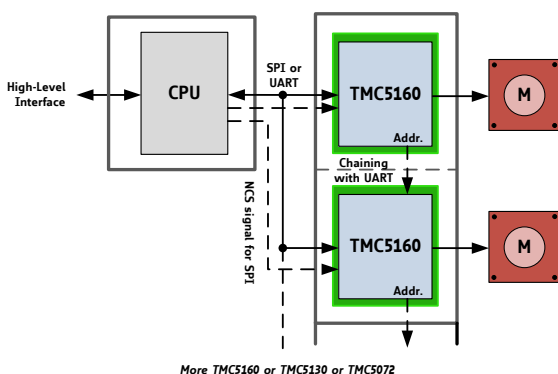 SPI or
UART
High-Level
Interface
CPU
TMC5160
M
Addr.
Chaining
with UART
NCS signal for SPI
TMC5160
M
Addr.
More TMC5160 or TMC5130 or TMC5072